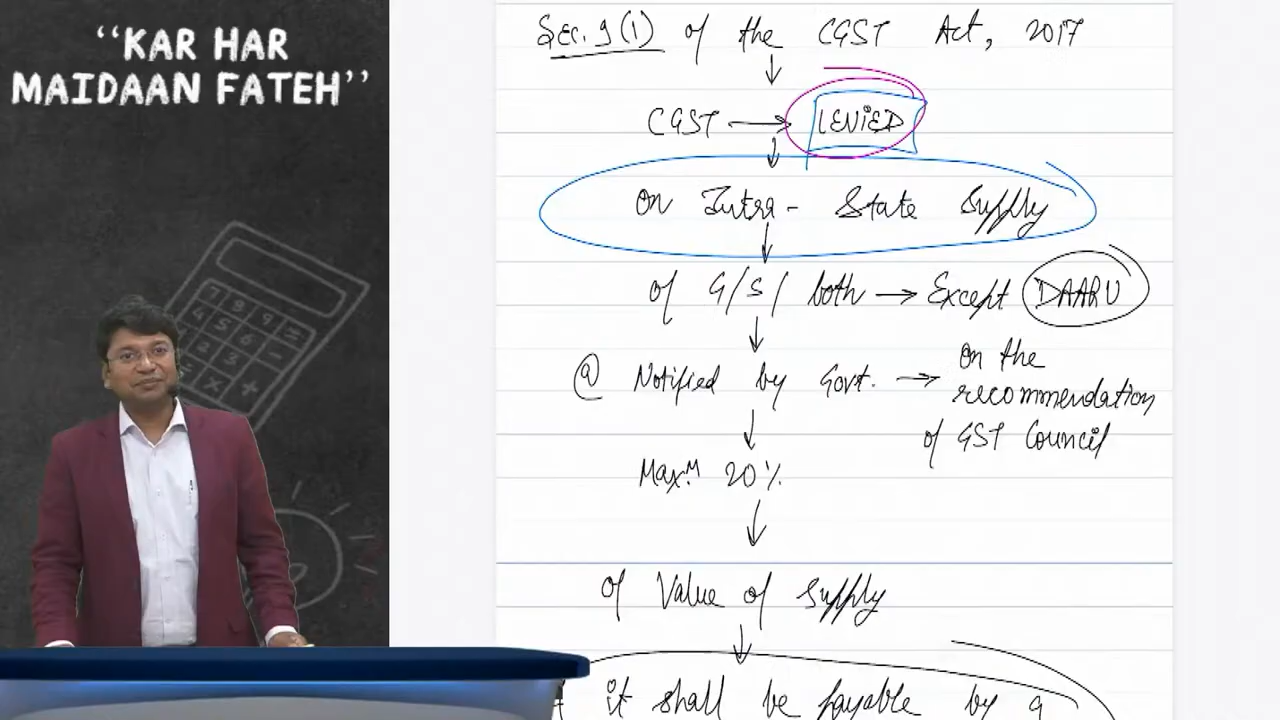 “KAR HAR
MAIDAAN FATEH”
Sec. 9(1) of the CGST Act, 2017
↓
CGST → LEViED
↓
On Intra - State Supply
↓
of G/S/ both → Except DAARU
↓
@ Notified by Govt. → On the
recommendation
of GST Council
↓
Max.m 20%
↓
of Value of Supply
↓
it shall be payable by a